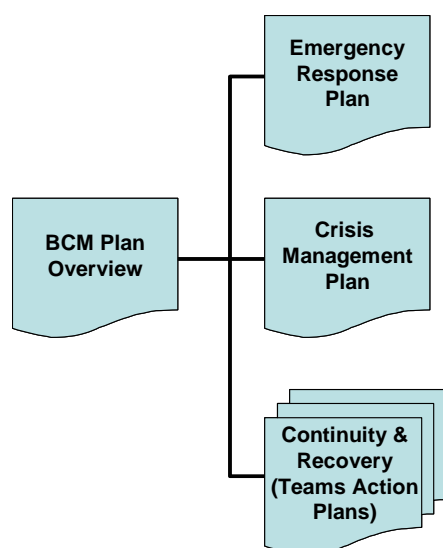 Emergency
Response
Plan
BCM Plan
Overview
Crisis
Management
Plan
Continuity &
Recovery
(Teams Action
Plans)